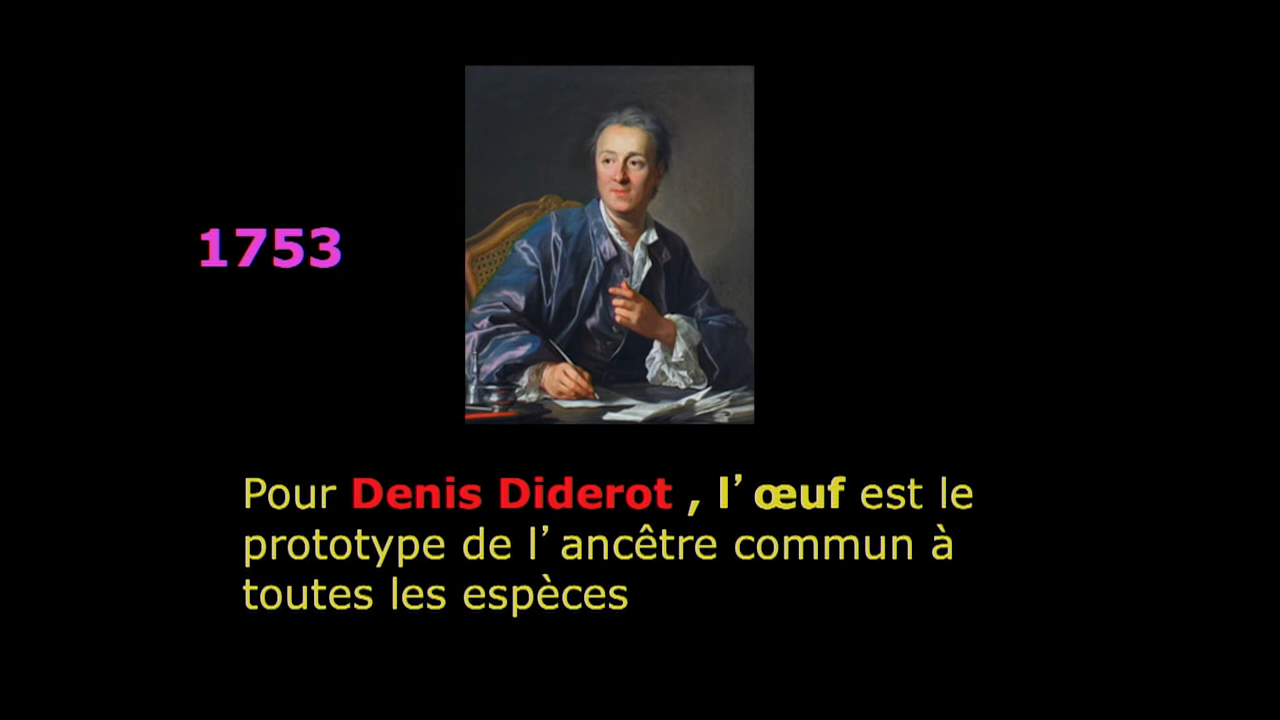 1753
Pour Denis Diderot , l’œuf est le
prototype de l’ancêtre commun à
toutes les espèces